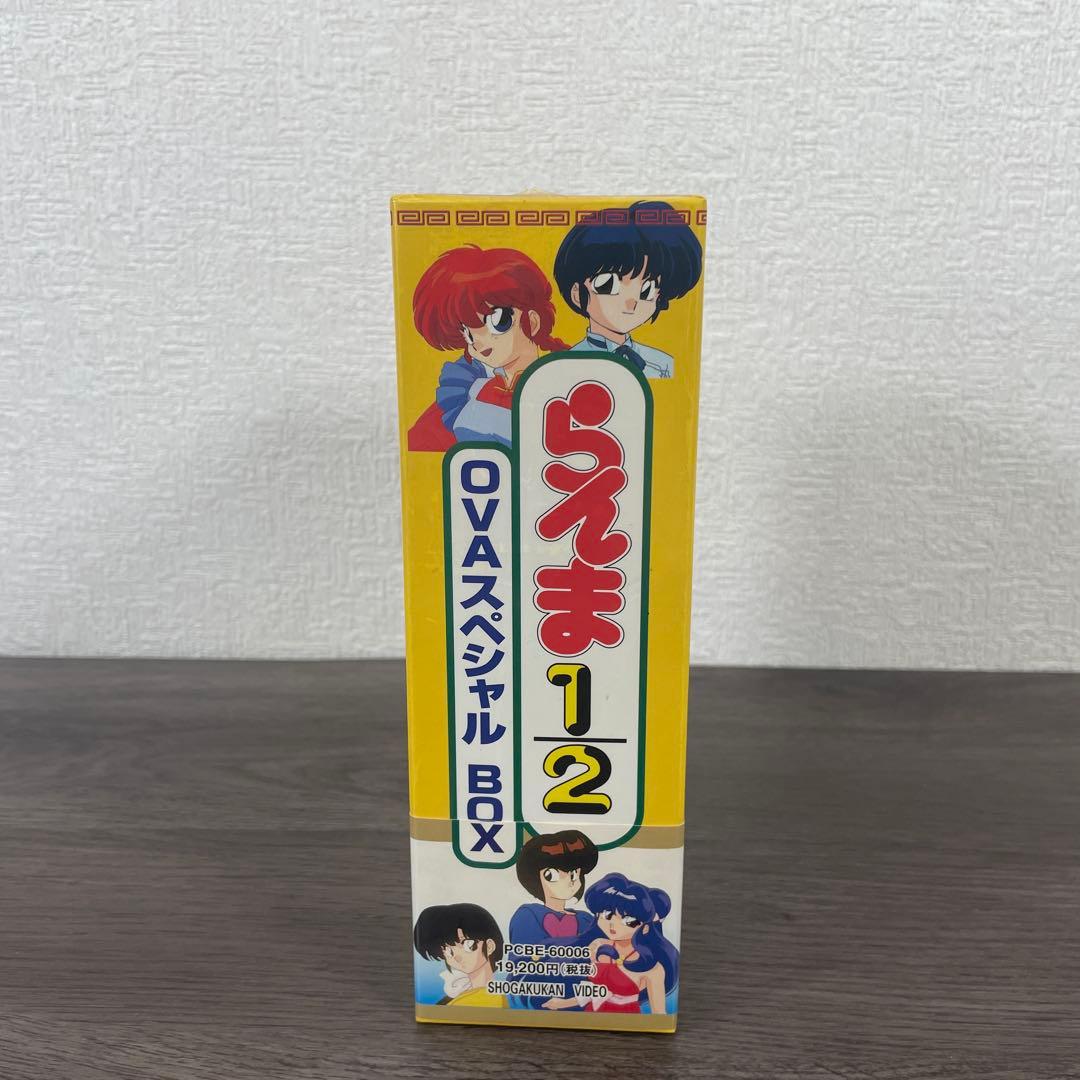 らんま
1/2
OVAスペシャル BOX
PCBE-60006
19,200円(税抜)
SHOGAKUKAN VIDEO